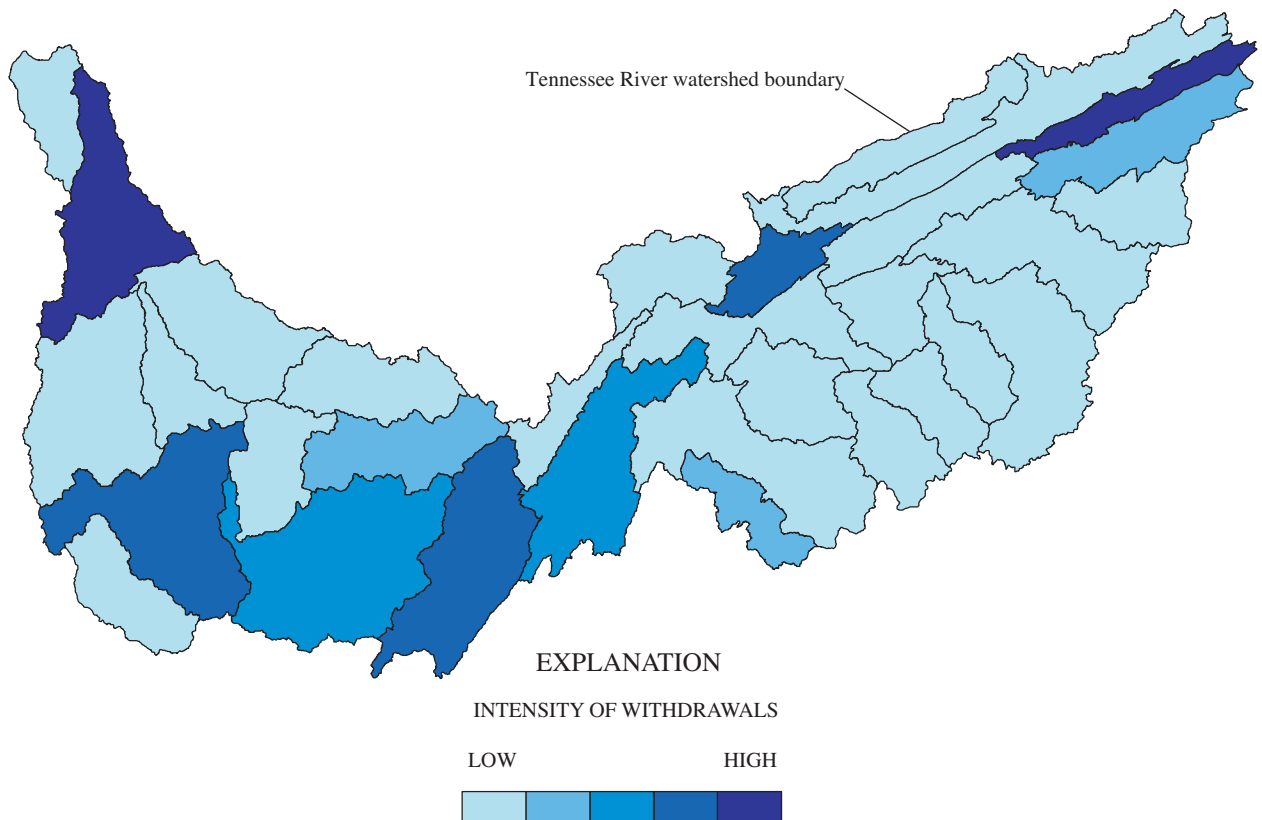 Tennessee River watershed boundary
EXPLANATION
INTENSITY OF WITHDRAWALS
LOW HIGH